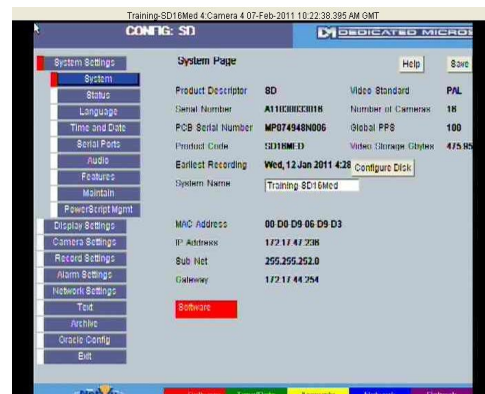 Training-SD16Med 4:Camera 4 07-Feb-2011 10:22:38.395 AM GMT
CONFIG: SD
DEDICATED MICRO
System Settings
System Page
Help
Save
System
Status
Language
Time and Date
Serial Ports
Audio
Features
Maintain
PowerScript Mgmt
Display Settings
Camera Settings
Record Settings
Alarm Settings
Network Settings
Text
Archive
Oracle Config
Exit
Product Descriptor SD Video Standard PAL
Serial Number A11030033016 Number of Cameras 16
PCB Serial Number MP074948N006 Global PPS 100
Product Code SD16MED Video Storage Gbytes 475.95
Earliest Recording Wed, 12 Jan 2011 4:28 Configure Disk
System Name Training-SD16Med
MAC Address 00-D0-D9-06-D9-D3
IP Address 172.17.47.236
Sub Net 255.255.252.0
Gateway 172.17.44.254
Software